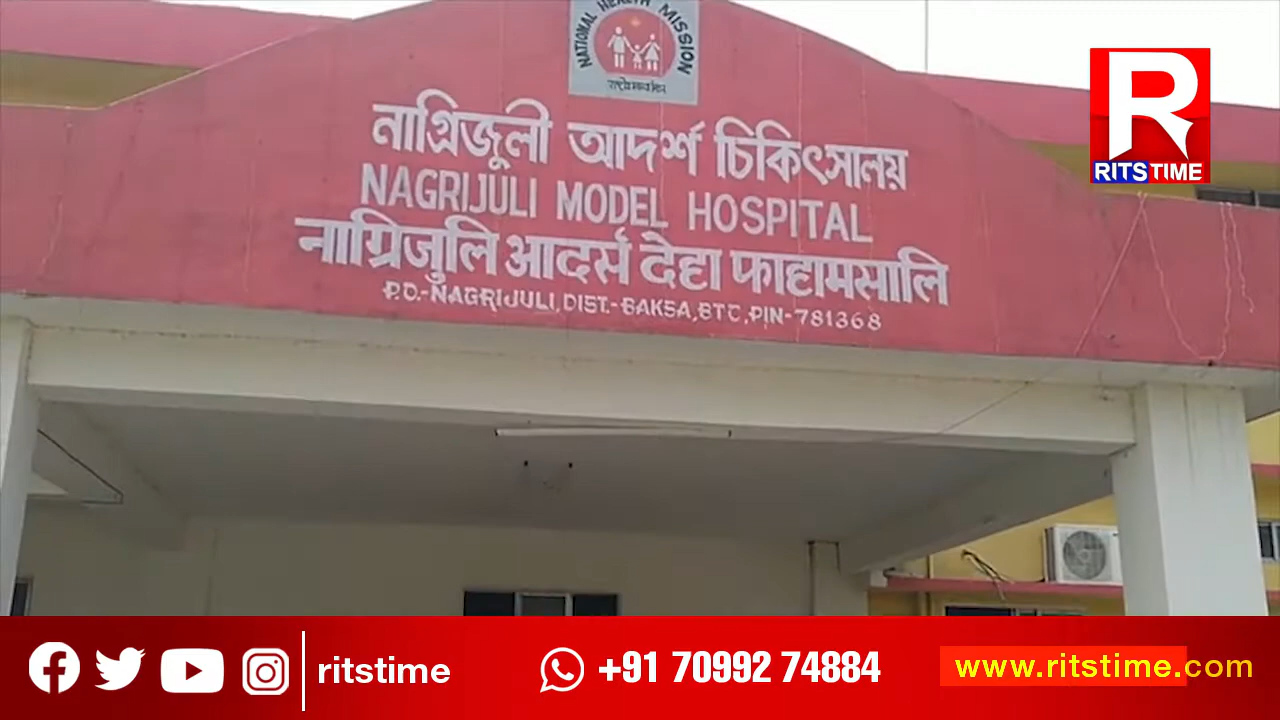 NATIONAL HEALTH MISSION
নাগ্রিজুলী আদৰ্শ চিকিৎসালয়
NAGRIJULI MODEL HOSPITAL
नाग्रिजुलि आदर्स देहा फाहामसालि
P.O.-NAGRIJULI, DIST.-BAKSA, BTC, PIN-781368
R
RITSTIME
ritstime
+91 70992 74884
www.ritstime.com